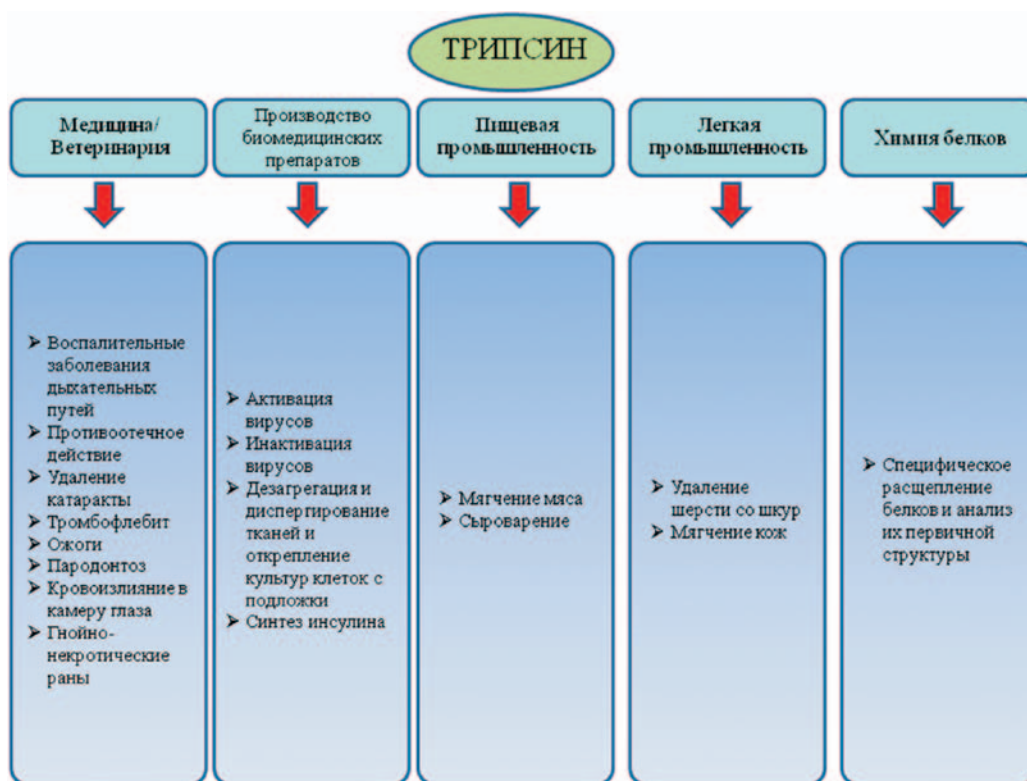 ТРИПСИН
Медицина/
Ветеринария
Производство
биомедицинских
препаратов
Пищевая
промышленность
Легкая
промышленность
Химия белков
➢ Воспалительные
заболевания
дыхательных
путей
➢ Противоотечное
действие
➢ Удаление
катаракты
➢ Тромбофлебит
➢ Ожоги
➢ Пародонтоз
➢ Кровоизлияние в
камеру глаза
➢ Гнойно-
некротические
раны
➢ Активация
вирусов
➢ Инактивация
вирусов
➢ Дезагрегация и
диспергирование
тканей и
открепление
культур клеток с
подложки
➢ Синтез инсулина
➢ Мягчение мяса
➢ Сыроварение
➢ Удаление
шерсти со шкур
➢ Мягчение кож
➢ Специфическое
расщепление
белков и анализ
их первичной
структуры